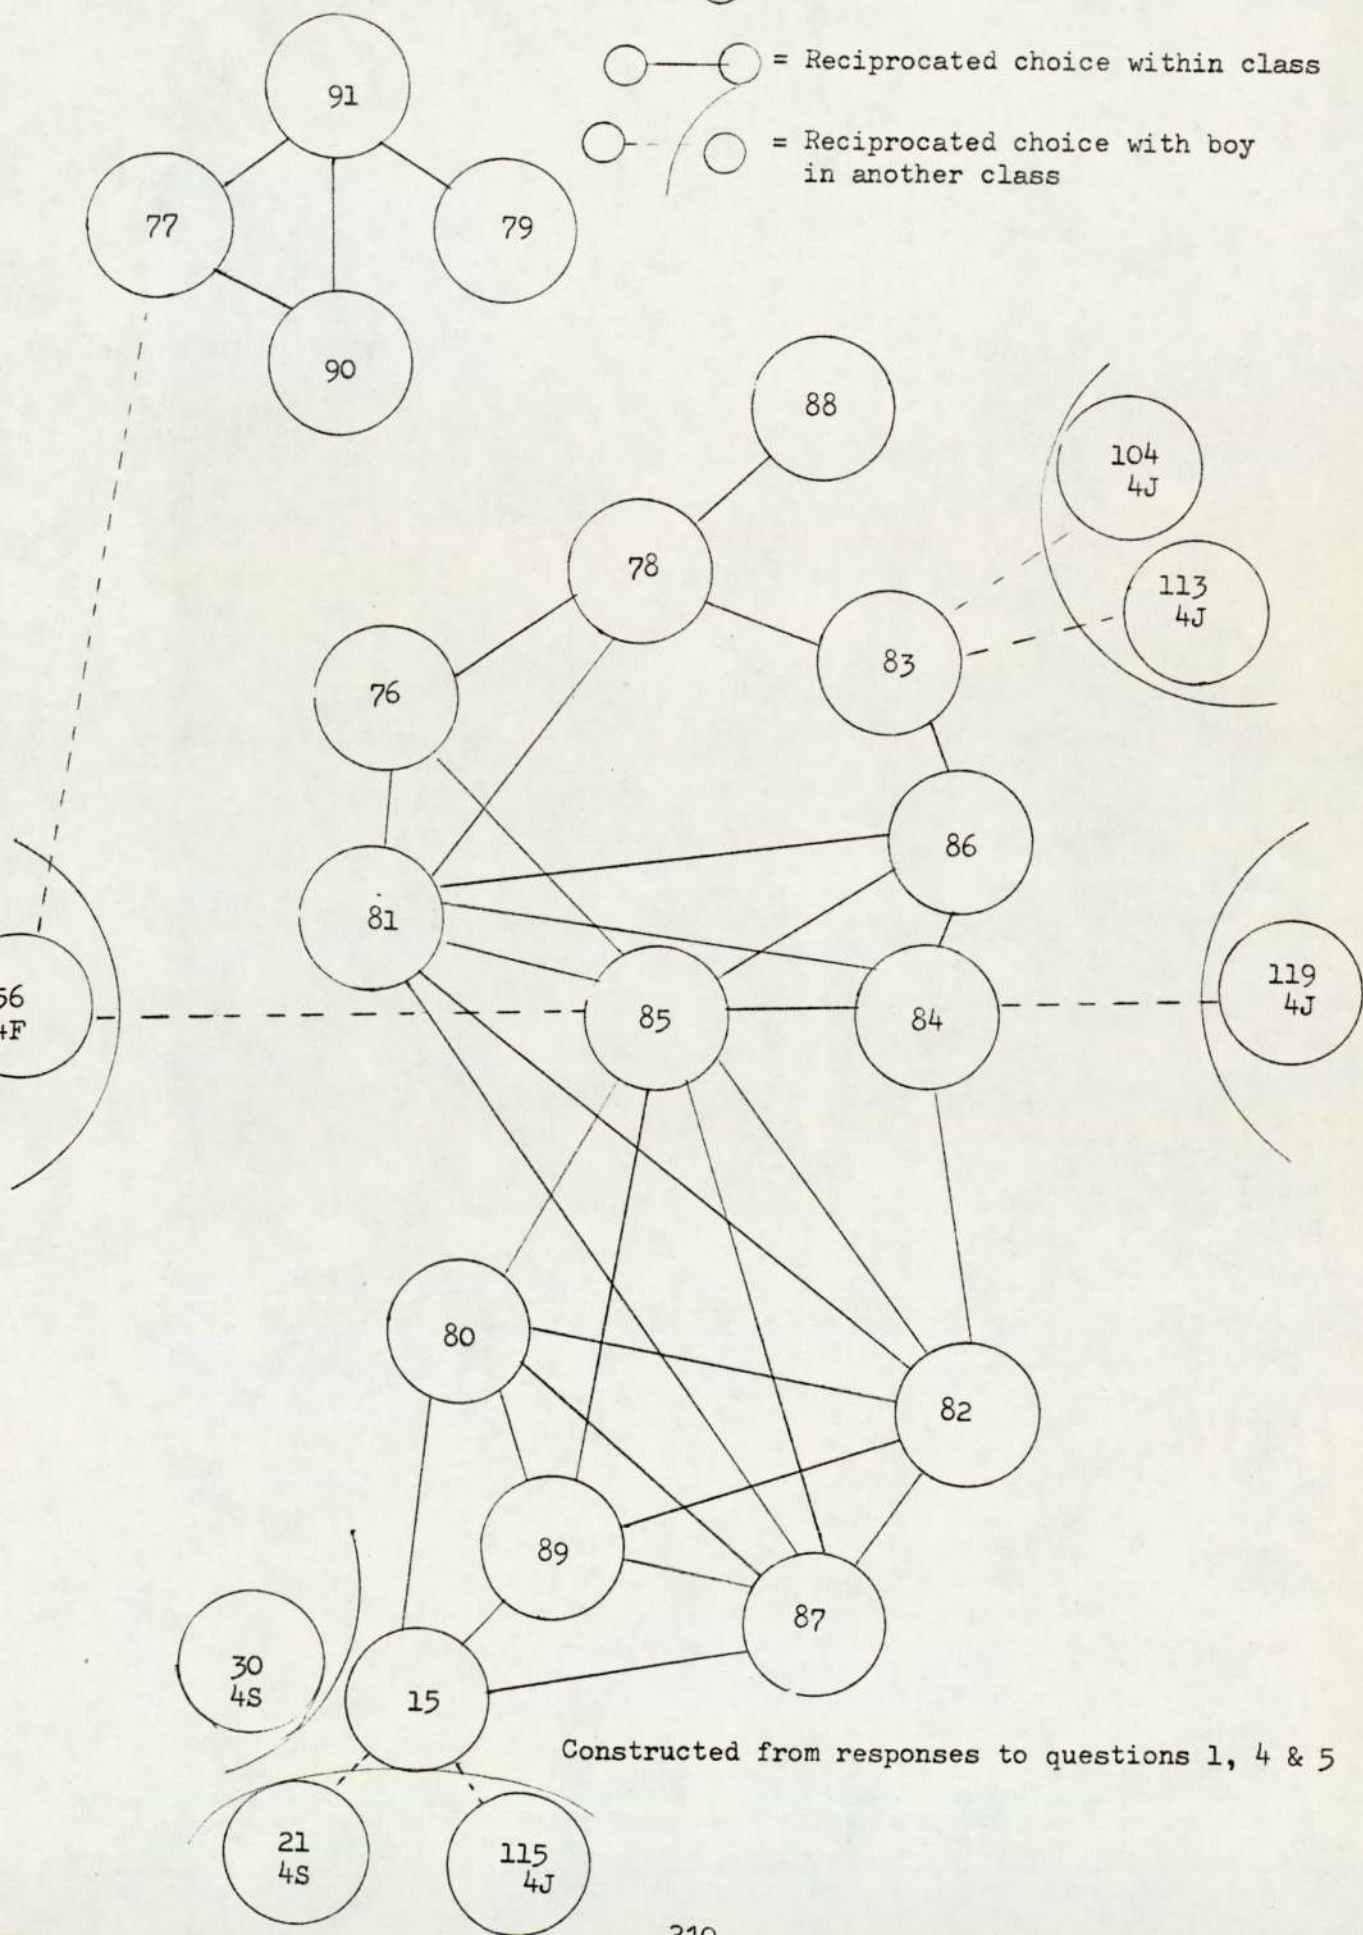 = Reciprocated choice within class
= Reciprocated choice with boy
in another class
91
77
79
90
88
104
4J
78
113
4J
83
76
86
81
119
4J
85
84
80
82
89
87
30
4S
15
Constructed from responses to questions 1, 4 & 5
21
4S
115
4J